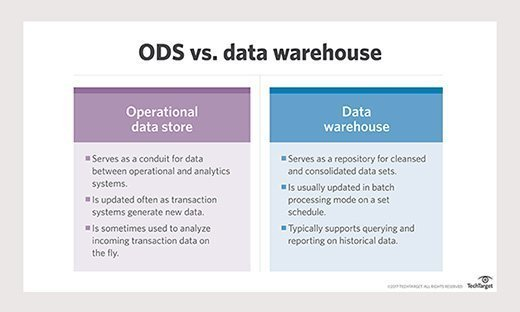 ODS vs. data warehouse
Operational
data store
■ Serves as a conduit for data
between operational and analytics
systems.
■ Is updated often as transaction
systems generate new data.
■ Is sometimes used to analyze
incoming transaction data on
the fly.
Data
warehouse
■ Serves as a repository for cleansed
and consolidated data sets.
■ Is usually updated in batch
processing mode on a set
schedule.
■ Typically supports querying and
reporting on historical data.
©2017 TECHTARGET. ALL RIGHTS RESERVED
TechTarget